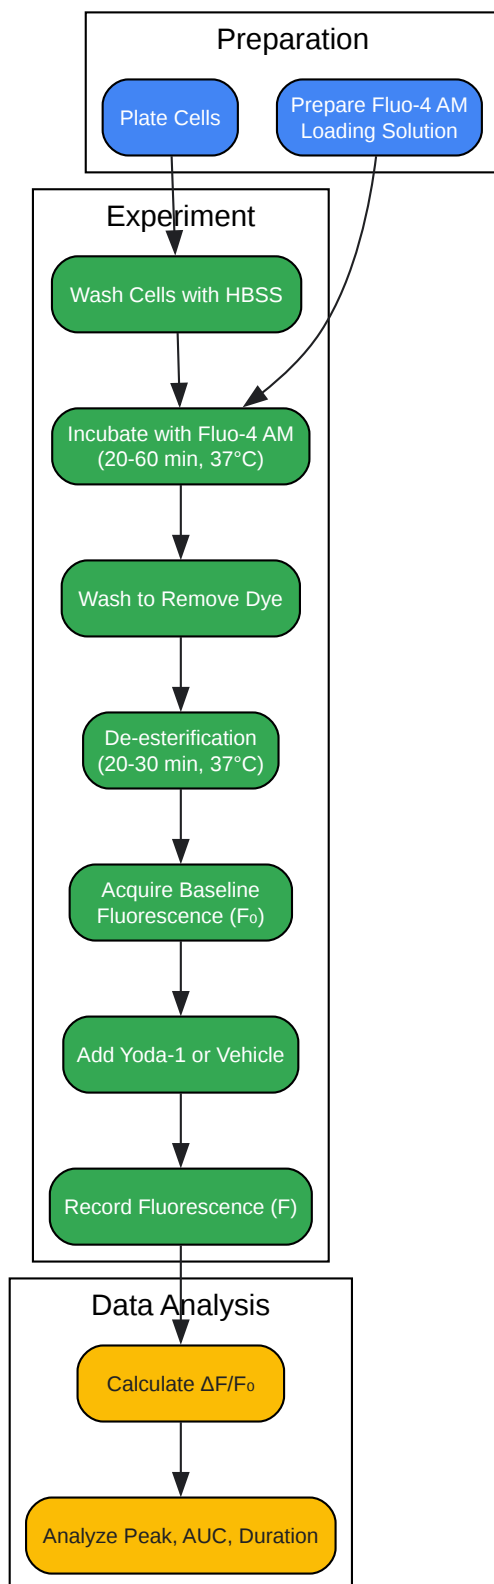 Preparation
Plate Cells
Prepare Fluo-4 AM
Loading Solution
Experiment
Wash Cells with HBSS
Incubate with Fluo-4 AM
(20-60 min, 37°C)
Wash to Remove Dye
De-esterification
(20-30 min, 37°C)
Acquire Baseline
Fluorescence (F₀)
Add Yoda-1 or Vehicle
Record Fluorescence (F)
Data Analysis
Calculate ΔF/F₀
Analyze Peak, AUC, Duration